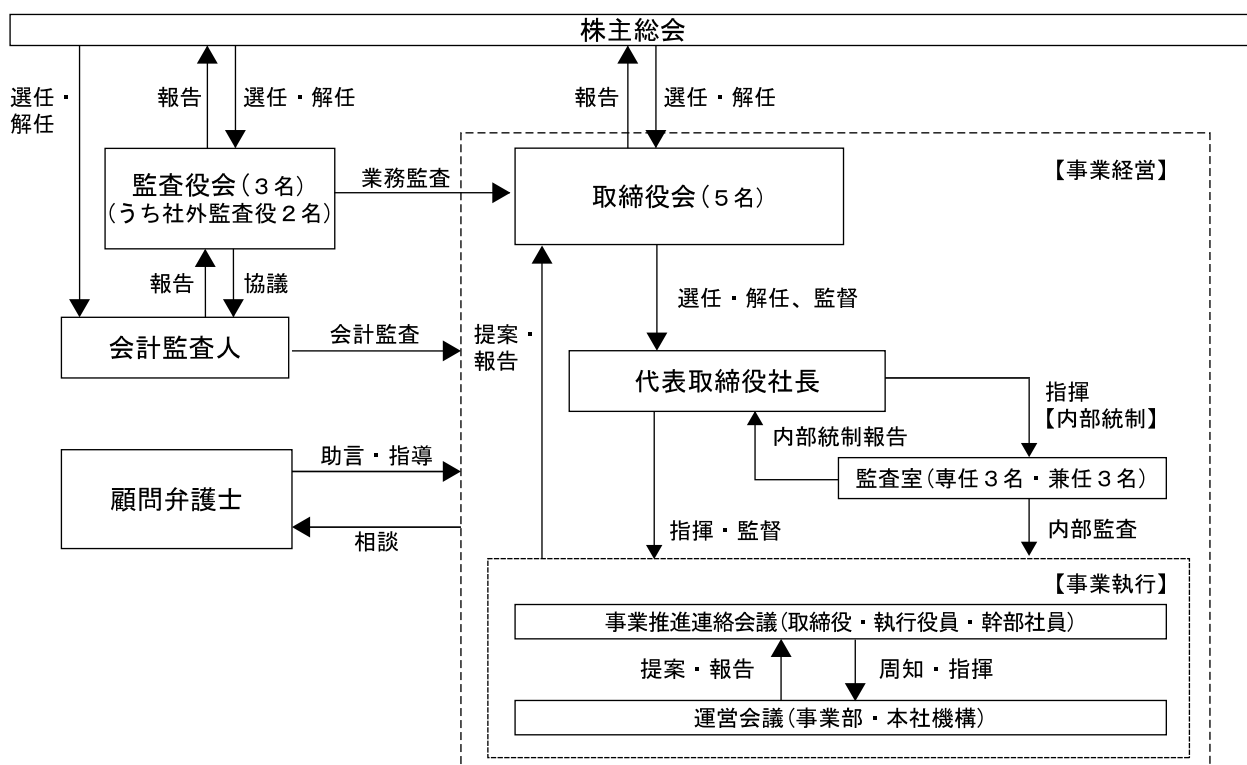 株主総会
選任・
解任
報告
選任・解任
報告
選任・解任
監査役会(3名)
(うち社外監査役2名)
業務監査
取締役会(5名)
【事業経営】
報告
協議
選任・解任、監督
会計監査人
会計監査
提案・
報告
代表取締役社長
指揮
【内部統制】
内部統制報告
監査室(専任3名・兼任3名)
顧問弁護士
助言・指導
相談
指揮・監督
内部監査
【事業執行】
事業推進連絡会議(取締役・執行役員・幹部社員)
提案・報告
周知・指揮
運営会議(事業部・本社機構)